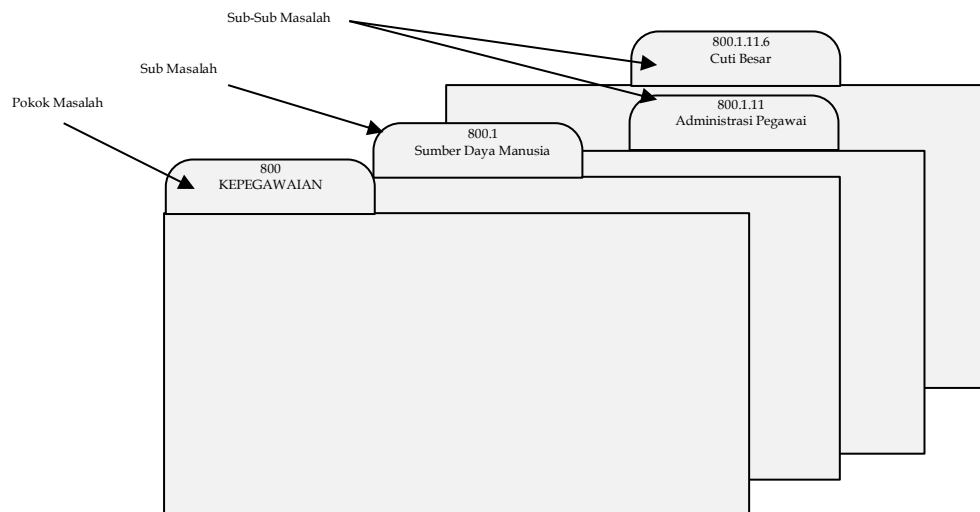 Sub-Sub Masalah
800.1.11.6
Cuti Besar
Sub Masalah
Pokok Masalah
800.1.11
Administrasi Pegawai
800.1
Sumber Daya Manusia
800
KEPEGAWAIAN